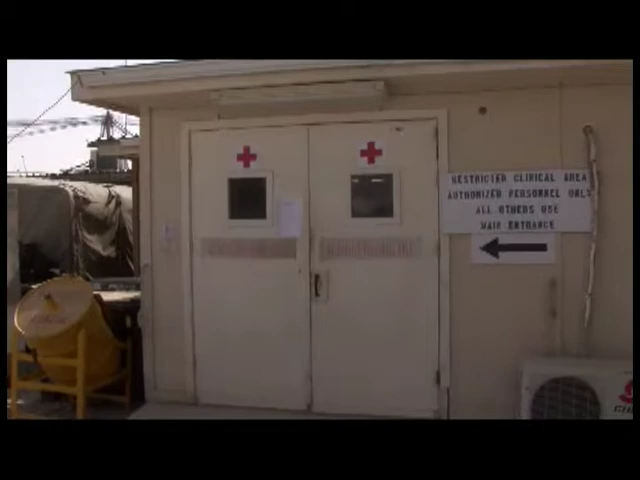 RESTRICTED CLINICAL AREA
AUTHORIZED PERSONNEL ONLY
ALL OTHERS USE
MAIN ENTRANCE